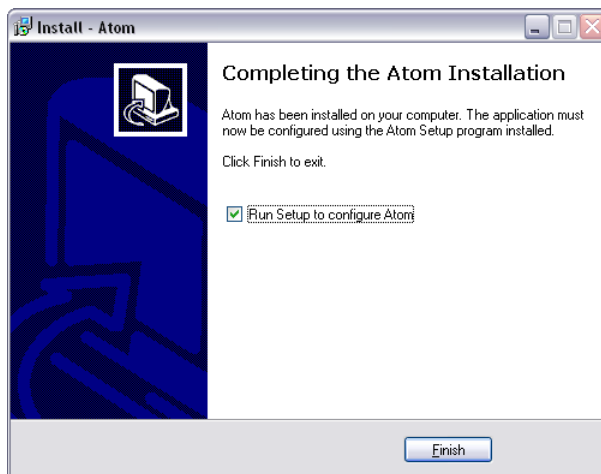 Install - Atom
Completing the Atom Installation
Atom has been installed on your computer. The application must
now be configured using the Atom Setup program installed.
Click Finish to exit.
Run Setup to configure Atom
Finish